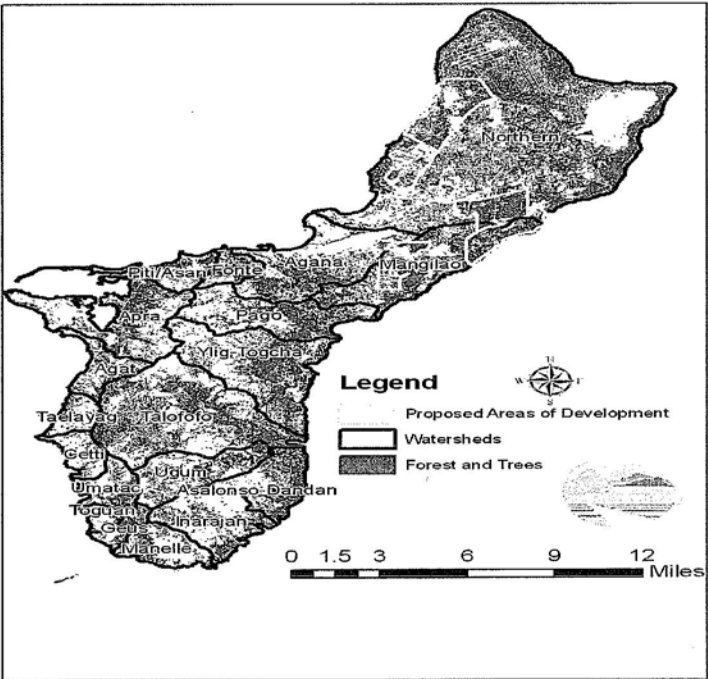 Northern
Agana
Mangilao
Piti/Asan
Fonte
Apra
Pago
Ylig-Togcha
Agat
Taelayag
Talofofo
Cetti
Ugum
Umatac
Asalonso
Dandan
Toguan
Inarajan
Geus
Manelle
Legend
N
W
S
Proposed Areas of Development
Watersheds
Forest and Trees
0 1.5 3 6 9 12
Miles